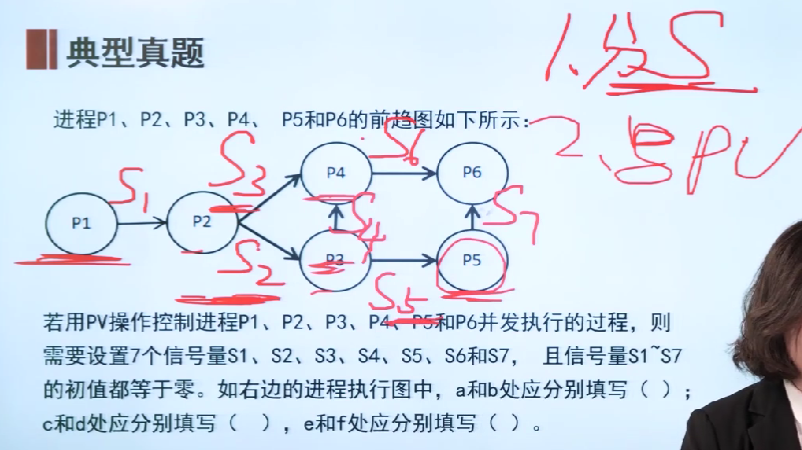 典型真题
1.分S
进程P1、P2、P3、P4、 P5和P6的前趋图如下所示：
2、写PV
S3
S6
P4
P6
S1
P1
P2
S4
S7
S2
P3
P5
S5
若用PV操作控制进程P1、P2、P3、P4、P5和P6并发执行的过程，则
需要设置7个信号量S1、S2、S3、S4、S5、S6和S7， 且信号量S1~S7
的初值都等于零。如右边的进程执行图中，a和b处应分别填写（ ）；
c和d处应分别填写（ ），e和f处应分别填写（ ）。